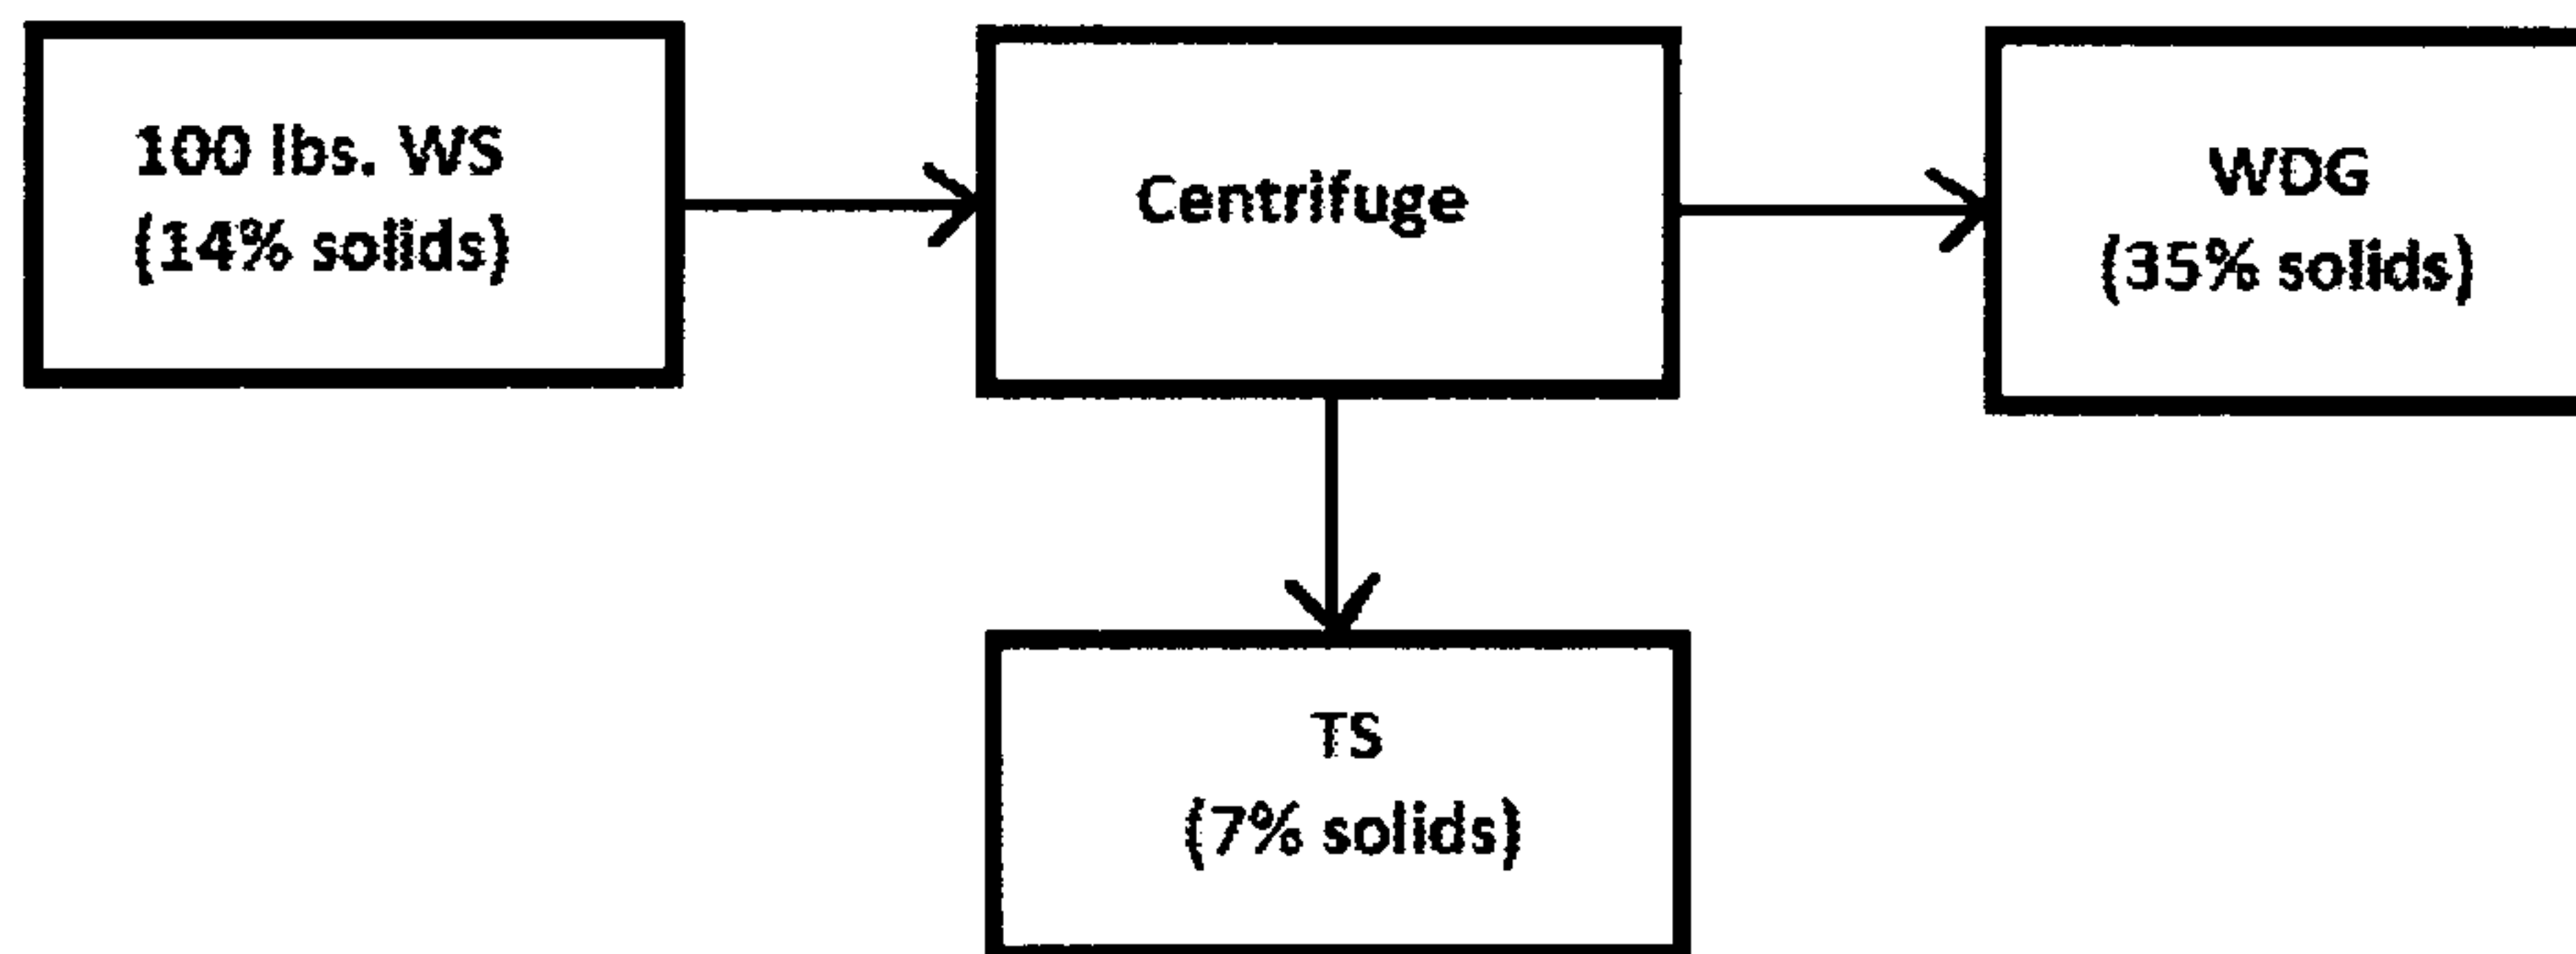 100 lbs. WS
(14% solids)
Centrifuge
WDG
(35% solids)
TS
(7% solids)